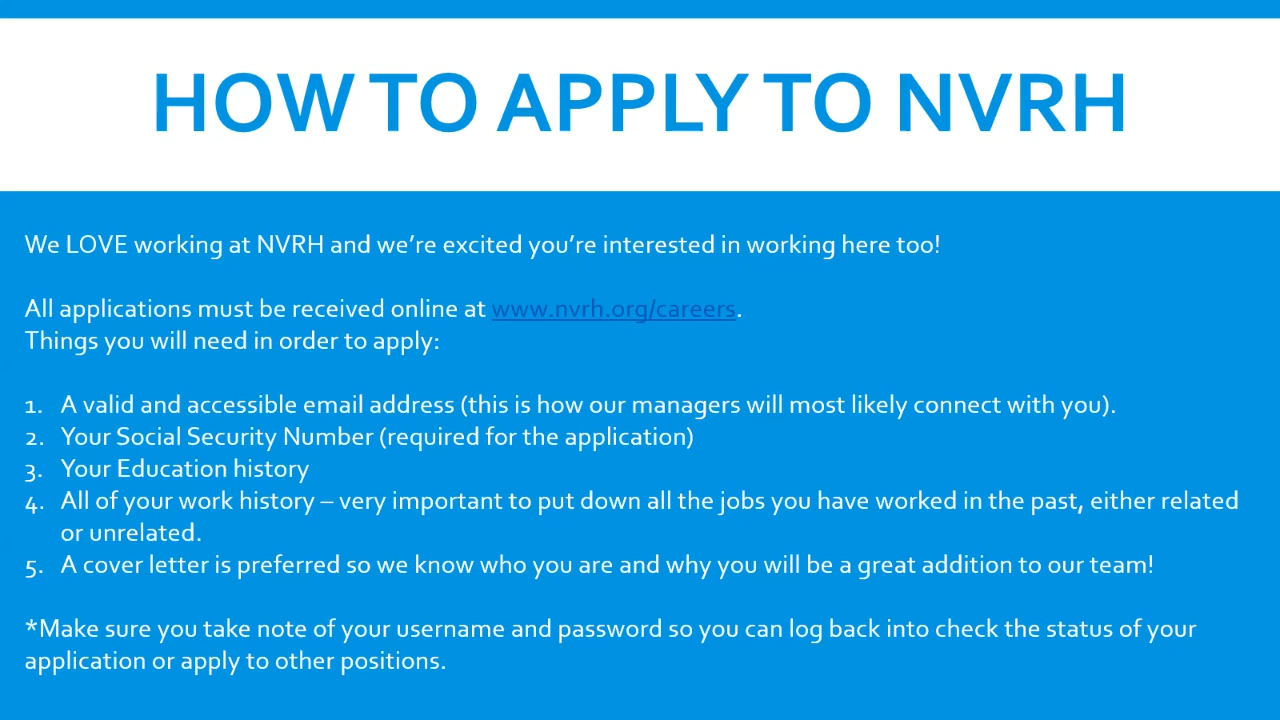 HOW TO APPLY TO NVRH
We LOVE working at NVRH and we’re excited you’re interested in working here too!
All applications must be received online at www.nvrh.org/careers.
Things you will need in order to apply:
1. A valid and accessible email address (this is how our managers will most likely connect with you).
2. Your Social Security Number (required for the application)
3. Your Education history
4. All of your work history – very important to put down all the jobs you have worked in the past, either related
or unrelated.
5. A cover letter is preferred so we know who you are and why you will be a great addition to our team!
*Make sure you take note of your username and password so you can log back into check the status of your
application or apply to other positions.